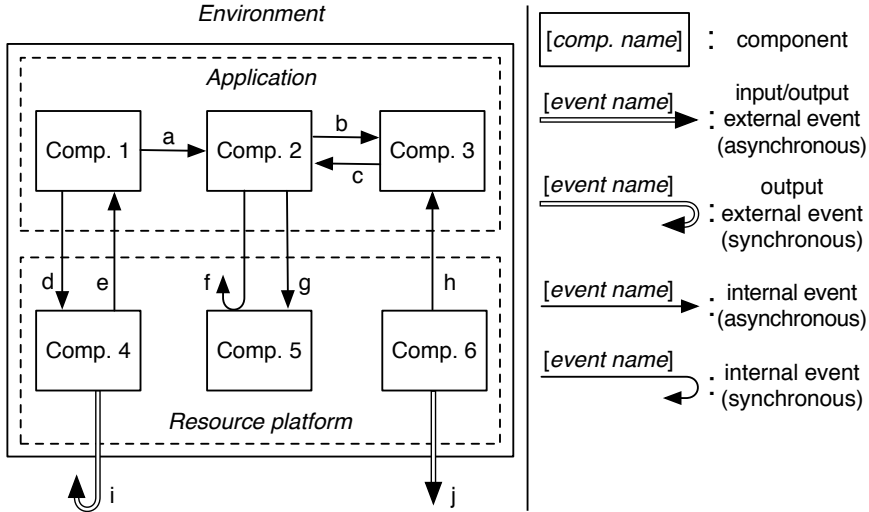 Environment
Application
Comp. 1
a
Comp. 2
b
c
Comp. 3
d
e
f
g
h
Comp. 4
Comp. 5
Comp. 6
Resource platform
i
j
[comp. name] : component
[event name] : input/output
external event
(asynchronous)
[event name] : output
external event
(synchronous)
[event name] : internal event
(asynchronous)
[event name] : internal event
(synchronous)